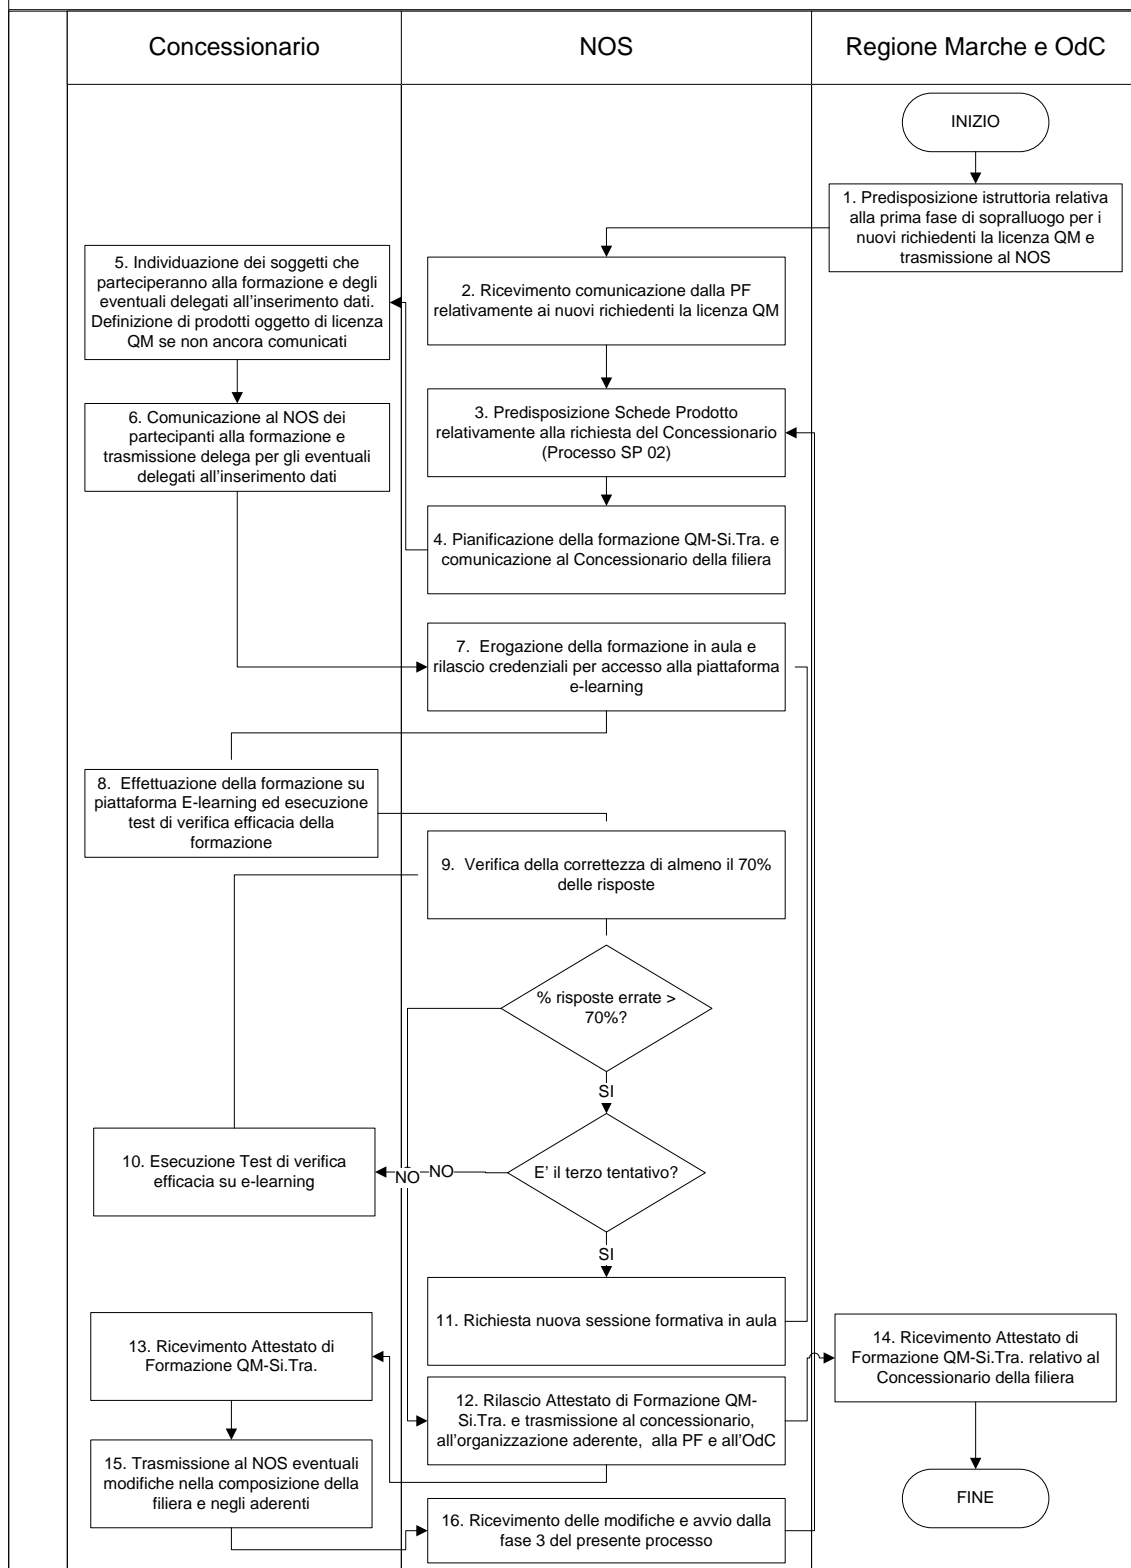 Concessionario
NOS
Regione Marche e OdC
INIZIO
1. Predisposizione istruttoria relativa
alla prima fase di sopralluogo per i
nuovi richiedenti la licenza QM e
trasmissione al NOS
2. Ricevimento comunicazione dalla PF
relativamente ai nuovi richiedenti la licenza QM
3. Predisposizione Schede Prodotto
relativamente alla richiesta del Concessionario
(Processo SP 02)
4. Pianificazione della formazione QM-Si.Tra. e
comunicazione al Concessionario della filiera
5. Individuazione dei soggetti che
parteciperanno alla formazione e degli
eventuali delegati all’inserimento dati.
Definizione di prodotti oggetto di licenza
QM se non ancora comunicati
6. Comunicazione al NOS dei
partecipanti alla formazione e
trasmissione delega per gli eventuali
delegati all’inserimento dati
7. Erogazione della formazione in aula e
rilascio credenziali per accesso alla piattaforma
e-learning
8. Effettuazione della formazione su
piattaforma E-learning ed esecuzione
test di verifica efficacia della
formazione
9. Verifica della correttezza di almeno il 70%
delle risposte
% risposte errate >
70%?
SI
E’ il terzo tentativo?
NO
NO
10. Esecuzione Test di verifica
efficacia su e-learning
SI
11. Richiesta nuova sessione formativa in aula
12. Rilascio Attestato di Formazione QM-
Si.Tra. e trasmissione al concessionario,
all’organizzazione aderente, alla PF e all’OdC
13. Ricevimento Attestato di
Formazione QM-Si.Tra.
14. Ricevimento Attestato di
Formazione QM-Si.Tra. relativo al
Concessionario della filiera
15. Trasmissione al NOS eventuali
modifiche nella composizione della
filiera e negli aderenti
16. Ricevimento delle modifiche e avvio dalla
fase 3 del presente processo
FINE